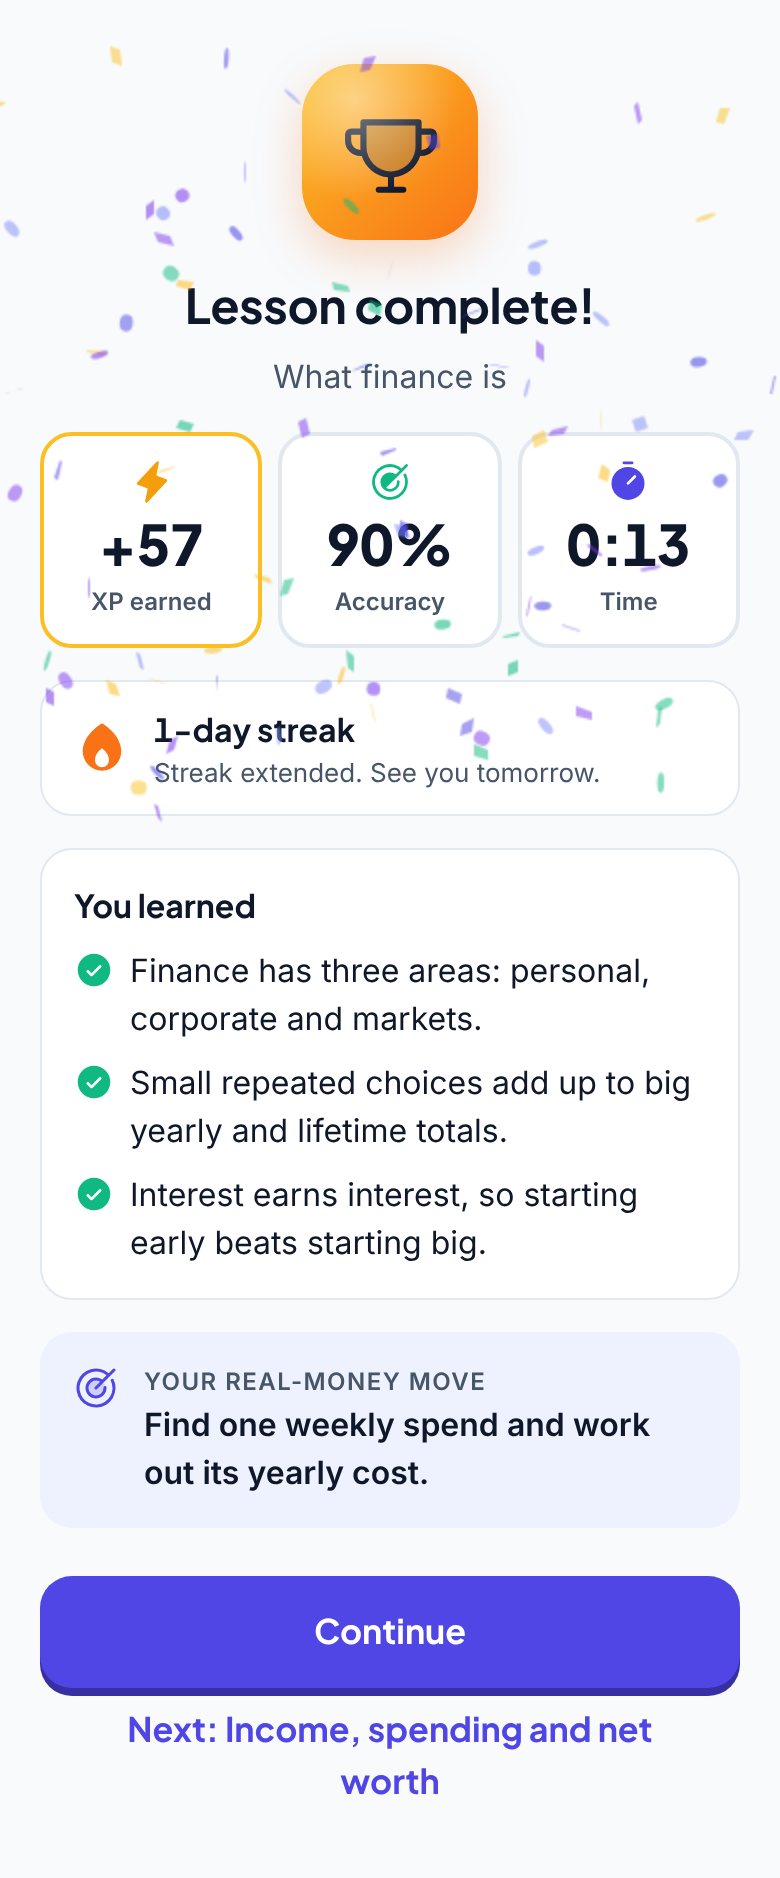 Lesson complete!
What finance is
+57
XP earned
90%
Accuracy
0:13
Time
1-day streak
Streak extended. See you tomorrow.
You learned
Finance has three areas: personal,
corporate and markets.
Small repeated choices add up to big
yearly and lifetime totals.
Interest earns interest, so starting
early beats starting big.
YOUR REAL-MONEY MOVE
Find one weekly spend and work
out its yearly cost.
Continue
Next: Income, spending and net
worth